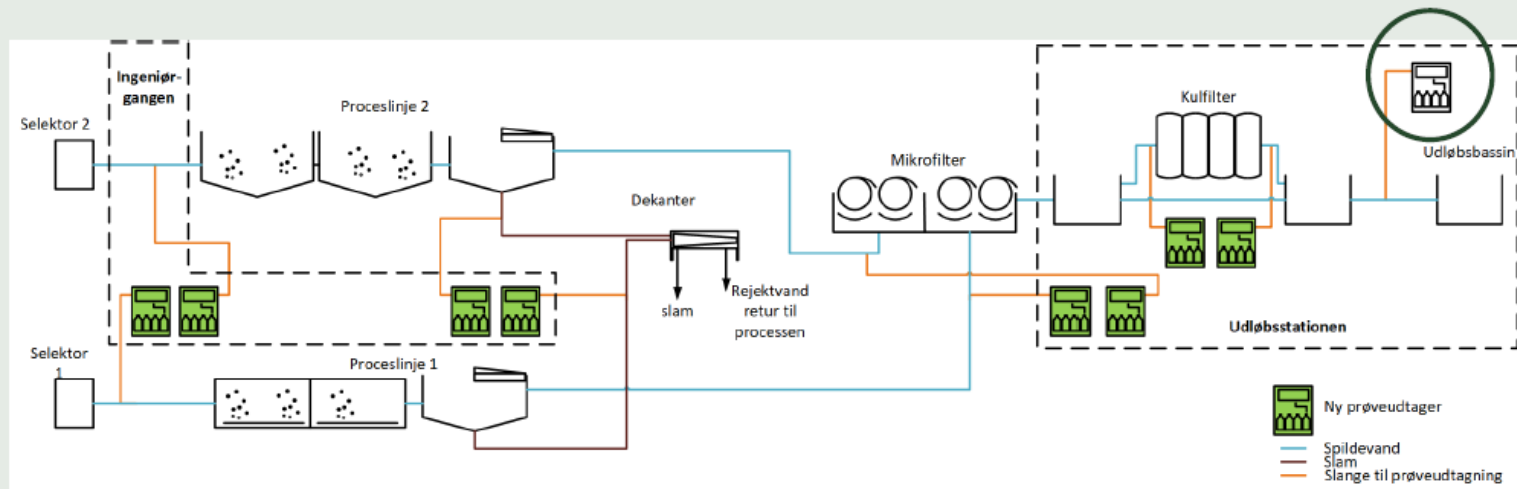 Ingeniør-
gangen
Selektor 2
Proceslinje 2
Dekanter
slam
Rejektvand
retur til
processen
Selektor
1
Proceslinje 1
Mikrofilter
Kulfilter
Udløbsbassin
Udløbsstationen
Ny prøveudtager
Spildevand
Slam
Slange til prøveudtagning